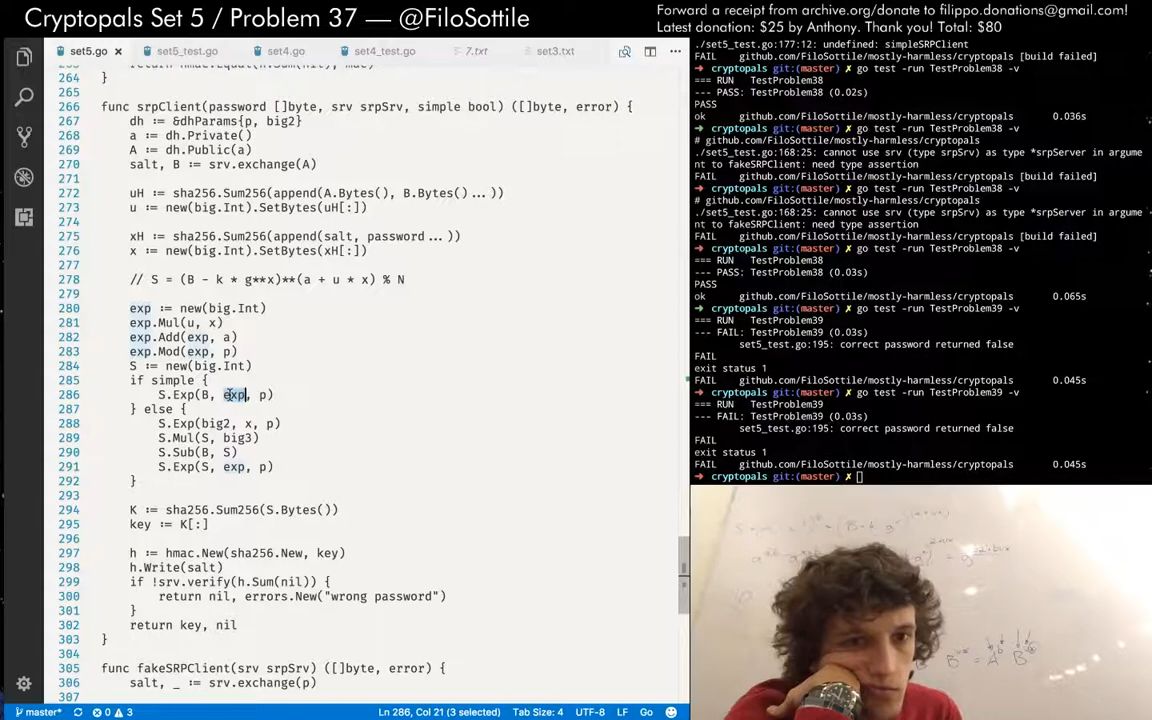 Cryptopals Set 5 / Problem 37 — @FiloSottile
Forward a receipt from archive.org/donate to filippo.donations@gmail.com!
Latest donation: $25 by Anthony. Thank you! Total: $80
set5.go
set5_test.go
set4.go
set4_test.go
7.txt
set3.txt
264 }
265
266 func srpClient(password []byte, srv srpSrv, simple bool) ([]byte, error) {
267 dh := &dhParams{p, big2}
268 a := dh.Private()
269 A := dh.Public(a)
270 salt, B := srv.exchange(A)
271
272 uH := sha256.Sum256(append(A.Bytes(), B.Bytes()...))
273 u := new(big.Int).SetBytes(uH[:])
274
275 xH := sha256.Sum256(append(salt, password...))
276 x := new(big.Int).SetBytes(xH[:])
277
278 // S = (B - k * g**x)**(a + u * x) % N
279
280 exp := new(big.Int)
281 exp.Mul(u, x)
282 exp.Add(exp, a)
283 exp.Mod(exp, p)
284 S := new(big.Int)
285 if simple {
286 S.Exp(B, exp, p)
287 } else {
288 S.Exp(big2, x, p)
289 S.Mul(S, big3)
290 S.Sub(B, S)
291 S.Exp(S, exp, p)
292 }
293
294 K := sha256.Sum256(S.Bytes())
295 key := K[:]
296
297 h := hmac.New(sha256.New, key)
298 h.Write(salt)
299 if !srv.verify(h.Sum(nil)) {
300 return nil, errors.New("wrong password")
301 }
302 return key, nil
303 }
304
305 func fakeSRPClient(srv srpSrv) ([]byte, error) {
306 salt, _ := srv.exchange(p)
307
master* 0 3
Ln 286, Col 21 (3 selected) Tab Size: 4 UTF-8 LF Go
./set5_test.go:177:12: undefined: simpleSRPClient
FAIL github.com/FiloSottile/mostly-harmless/cryptopals [build failed]
➜ cryptopals git:(master) ✗ go test -run TestProblem38 -v
=== RUN TestProblem38
--- PASS: TestProblem38 (0.02s)
PASS
ok github.com/FiloSottile/mostly-harmless/cryptopals 0.036s
➜ cryptopals git:(master) ✗ go test -run TestProblem38 -v
# github.com/FiloSottile/mostly-harmless/cryptopals
./set5_test.go:168:25: cannot use srv (type srpSrv) as type *srpServer in argume
nt to fakeSRPClient: need type assertion
FAIL github.com/FiloSottile/mostly-harmless/cryptopals [build failed]
➜ cryptopals git:(master) ✗ go test -run TestProblem38 -v
# github.com/FiloSottile/mostly-harmless/cryptopals
./set5_test.go:168:25: cannot use srv (type srpSrv) as type *srpServer in argume
nt to fakeSRPClient: need type assertion
FAIL github.com/FiloSottile/mostly-harmless/cryptopals [build failed]
➜ cryptopals git:(master) ✗ go test -run TestProblem38 -v
=== RUN TestProblem38
--- PASS: TestProblem38 (0.03s)
PASS
ok github.com/FiloSottile/mostly-harmless/cryptopals 0.065s
➜ cryptopals git:(master) ✗ go test -run TestProblem39 -v
=== RUN TestProblem39
--- FAIL: TestProblem39 (0.03s)
set5_test.go:195: correct password returned false
FAIL
exit status 1
FAIL github.com/FiloSottile/mostly-harmless/cryptopals 0.045s
➜ cryptopals git:(master) ✗ go test -run TestProblem39 -v
=== RUN TestProblem39
--- FAIL: TestProblem39 (0.03s)
set5_test.go:195: correct password returned false
FAIL
exit status 1
FAIL github.com/FiloSottile/mostly-harmless/cryptopals 0.045s
➜ cryptopals git:(master) ✗